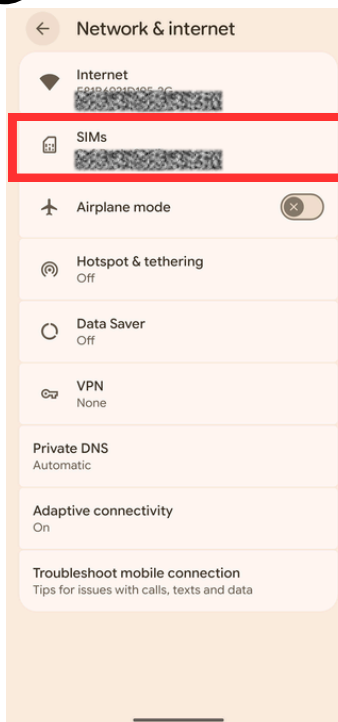 Network & internet
Internet
SIMs
Airplane mode
Hotspot & tethering
Off
Data Saver
Off
VPN
None
Private DNS
Automatic
Adaptive connectivity
On
Troubleshoot mobile connection
Tips for issues with calls, texts and data